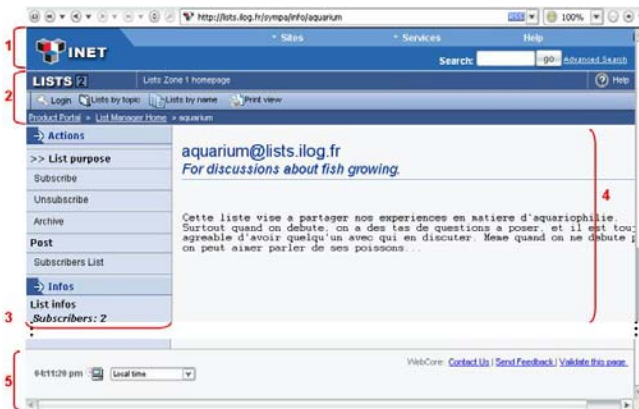 http://lists.ilog.fr/sympa/info/aquarium
RSS
100%
1
INET
Sites
Services
Help
Search:
go
Advanced Search
2
LISTS 2
Lists Zone 1 homepage
Help
Login
Lists by topic
Lists by name
Print view
Product Portal » List Manager Home » aquarium
Actions
>> List purpose
Subscribe
Unsubscribe
Archive
Post
Subscribers List
Infos
List infos
Subscribers: 2
3
aquarium@lists.ilog.fr
For discussions about fish growing.
4
Cette liste vise a partager nos experiences en matiere d'aquariophilie.
Surtout quand on debute, on a des tas de questions a poser, et il est touj
agreable d'avoir quelqu'un avec qui en discuter. Meme quand on ne debute p
on peut aimer parler de ses poissons...
5
04:11:20 pm
Local time
WebCore: Contact Us | Send Feedback | Validate this page